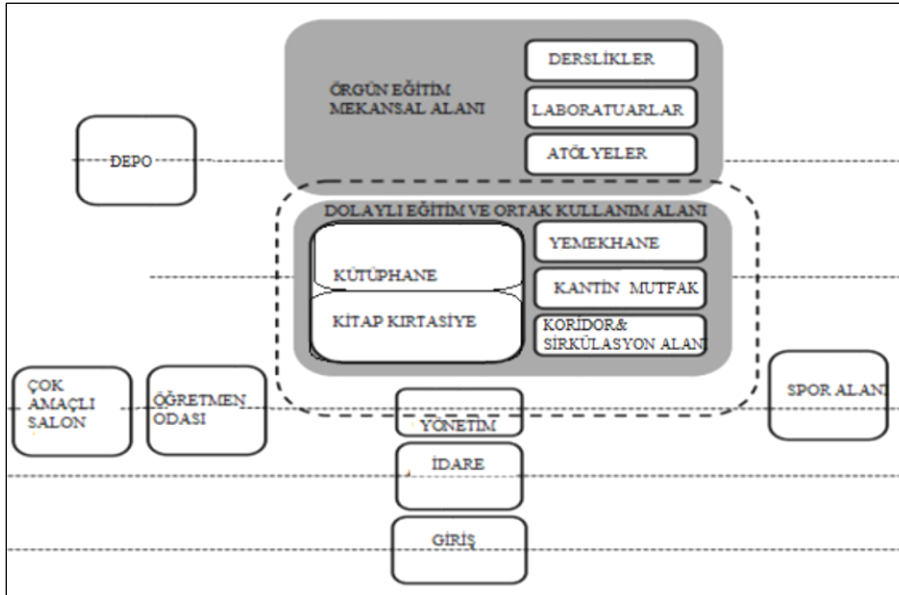 DERSLİKLER
ÖRGÜN EĞİTİM
MEKANSAL ALANI
LABORATUARLAR
ATÖLYELER
DEPO
DOLAYLI EĞİTİM VE ORTAK KULLANIM ALANI
YEMEKHANE
KÜTÜPHANE
KANTİN MUTFAK
KİTAP KIRTASİYE
KORİDOR&
SİRKÜLASYON ALANI
ÇOK
AMAÇLI
SALON
ÖĞRETMEN
ODASI
SPOR ALANI
YÖNETİM
İDARE
GİRİŞ